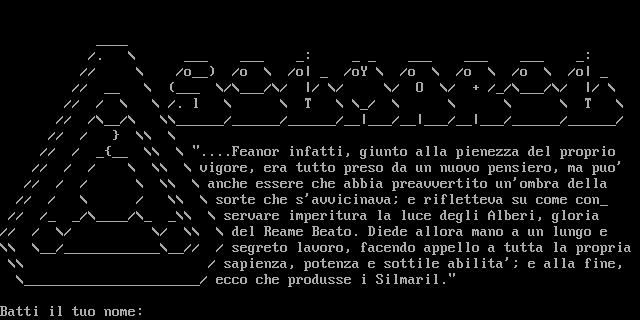 "....Feanor infatti, giunto alla pienezza del proprio
vigore, era tutto preso da un nuovo pensiero, ma puo'
anche essere che abbia preavvertito un'ombra della
sorte che s'avvicinava; e rifletteva su come con_
servare imperitura la luce degli Alberi, gloria
del Reame Beato. Diede allora mano a un lungo e
segreto lavoro, facendo appello a tutta la propria
sapienza, potenza e sottile abilita'; e alla fine,
ecco che produsse i Silmaril."
Batti il tuo nome: